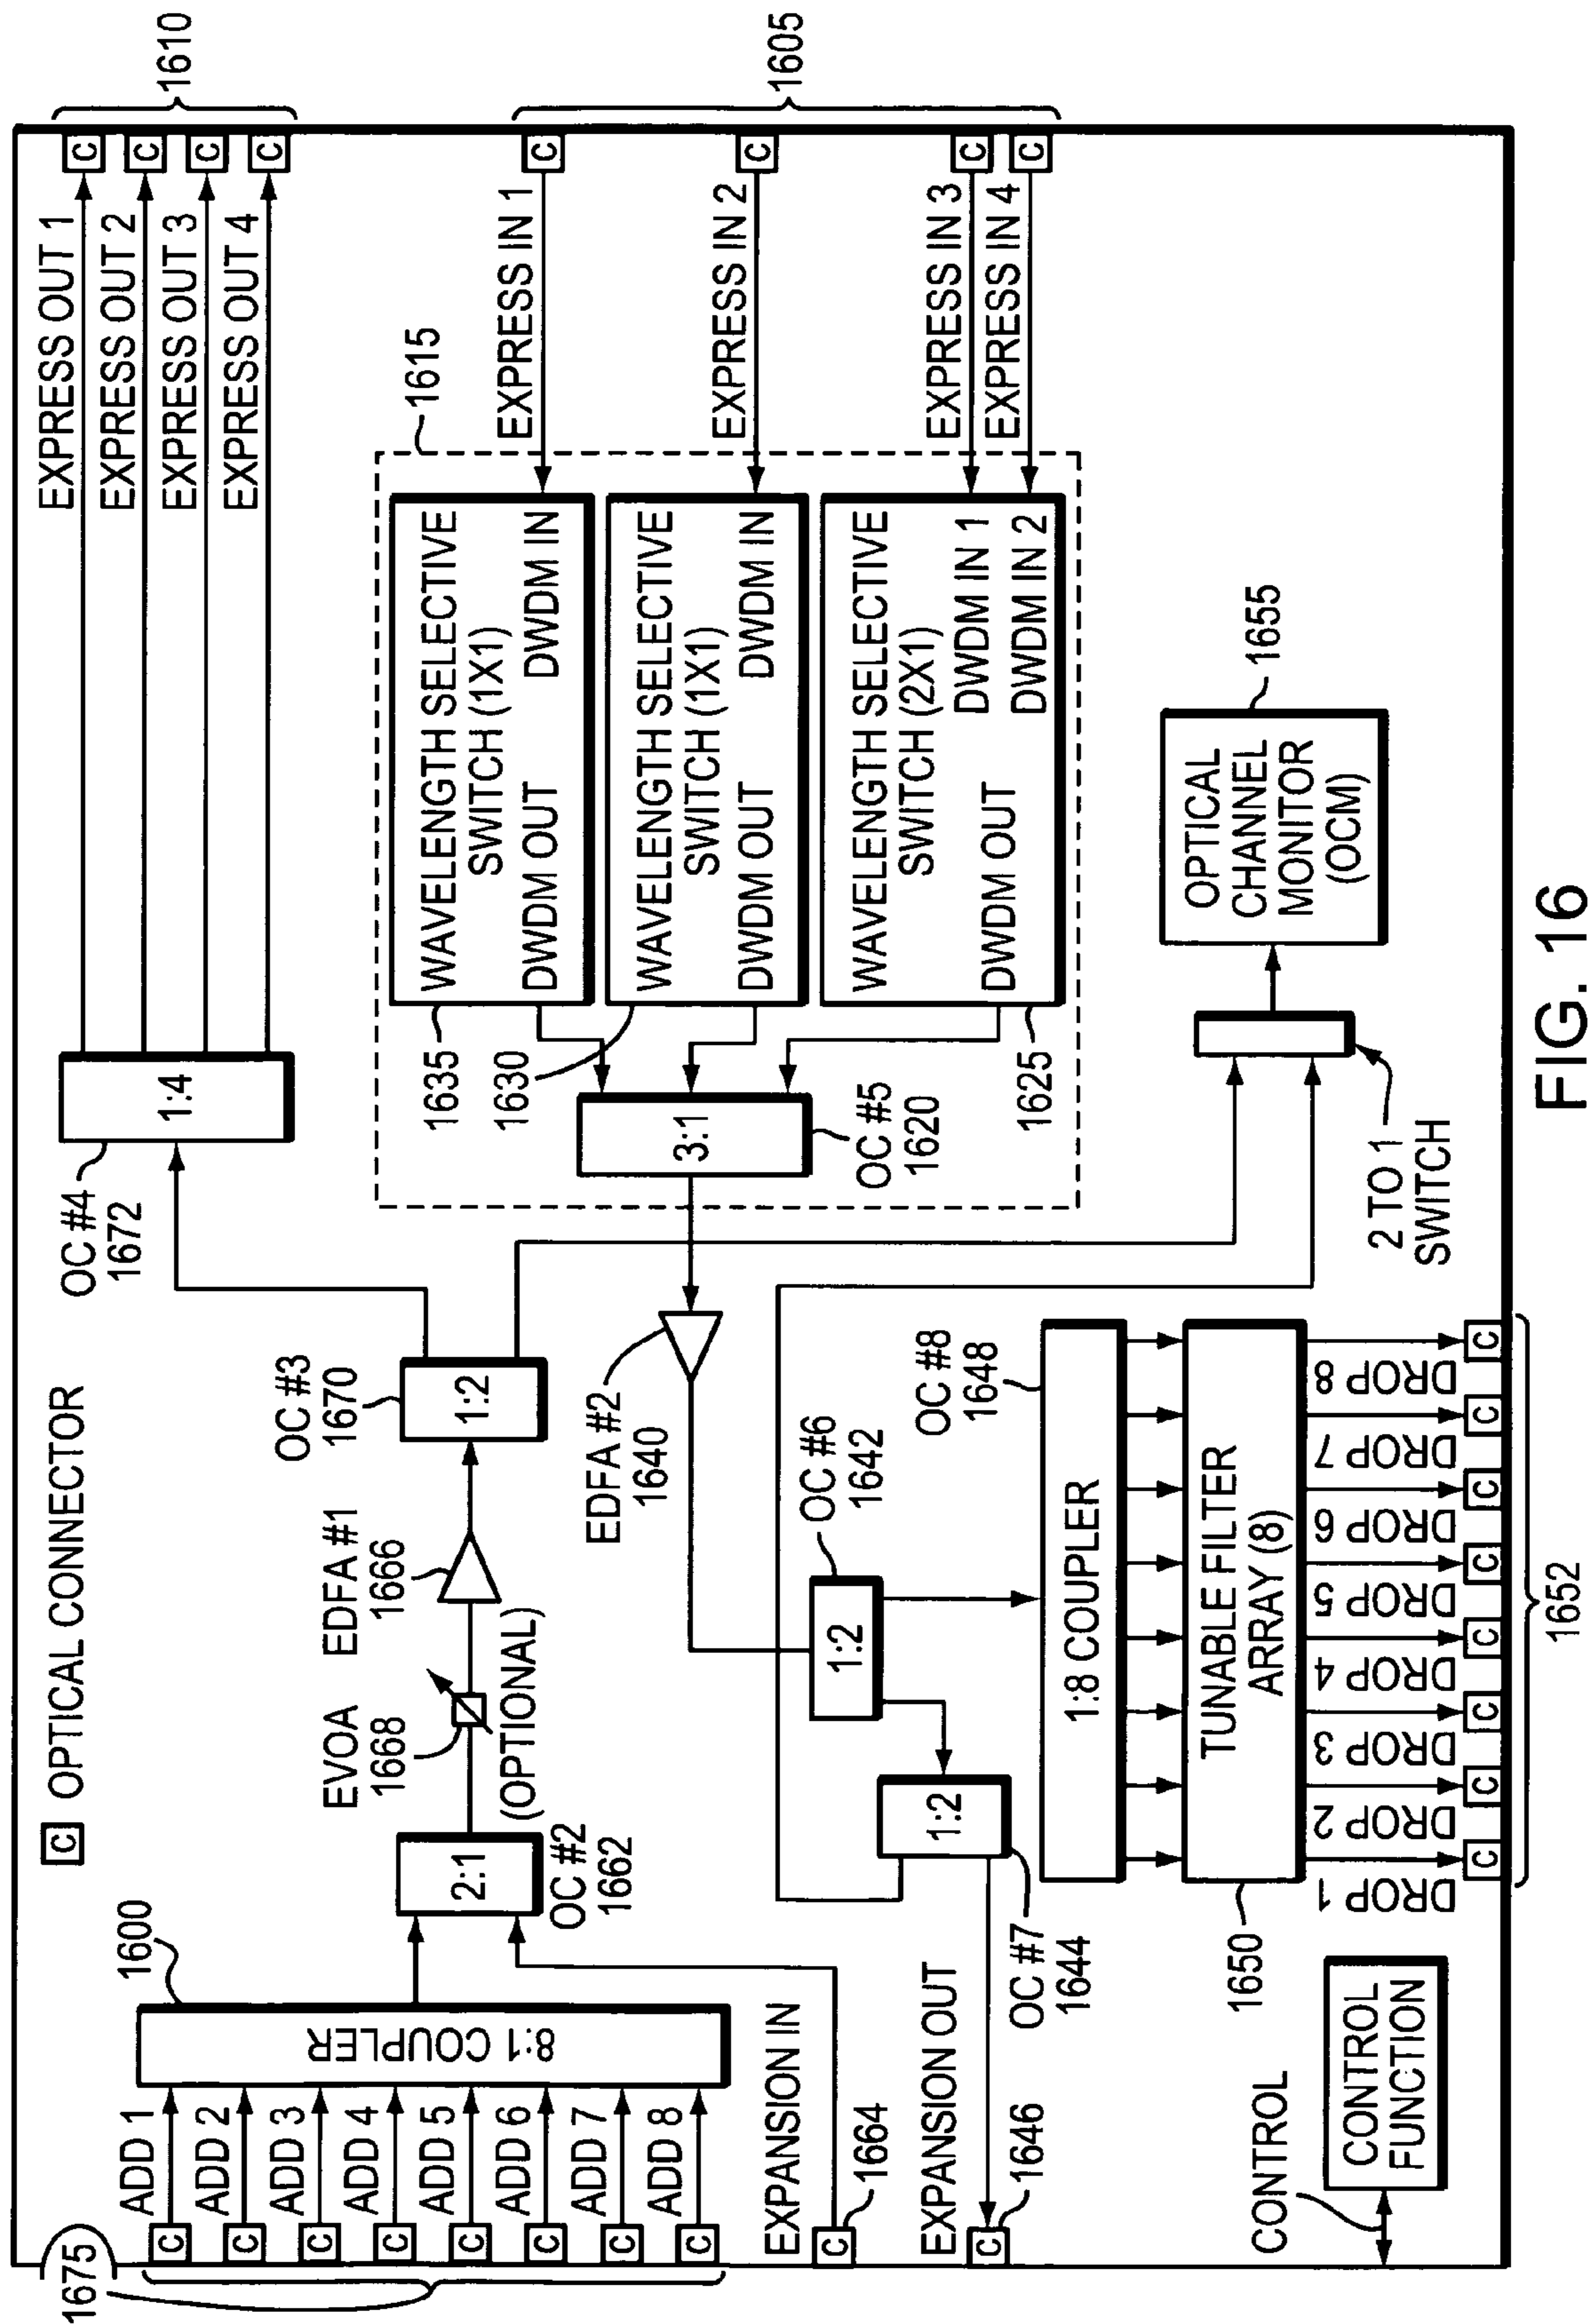 C OPTICAL CONNECTOR
1675
C ADD 1
C ADD 2
C ADD 3
C ADD 4
C ADD 5
C ADD 6
C ADD 7
C ADD 8
8:1 COUPLER
1600
EXPANSION IN
C
1664
EXPANSION OUT
C
1646
2:1
OC #2
1662
EVOA
1668
(OPTIONAL)
EDFA #1
1666
OC #3
1670
1:2
OC #4
1672
1:4
EXPRESS OUT 1
C
EXPRESS OUT 2
C
EXPRESS OUT 3
C
EXPRESS OUT 4
C
1610
1615
WAVELENGTH SELECTIVE
SWITCH (1X1)
DWDM OUT DWDM IN
1635
EXPRESS IN 1
C
WAVELENGTH SELECTIVE
SWITCH (1X1)
DWDM OUT DWDM IN
1630
EXPRESS IN 2
C
WAVELENGTH SELECTIVE
SWITCH (2X1)
DWDM IN 1
DWDM OUT DWDM IN 2
1625
EXPRESS IN 3
C
EXPRESS IN 4
C
1605
3:1
OC #5
1620
EDFA #2
1640
1:2
OC #6
1642
1:2
OC #7
1644
OC #8
1648
1:8 COUPLER
TUNABLE FILTER
ARRAY (8)
1650
DROP 1
C
DROP 2
C
DROP 3
C
DROP 4
C
DROP 5
C
DROP 6
C
DROP 7
C
DROP 8
C
1652
2 TO 1
SWITCH
OPTICAL
CHANNEL
MONITOR
(OCM)
1655
CONTROL
CONTROL
FUNCTION
FIG. 16